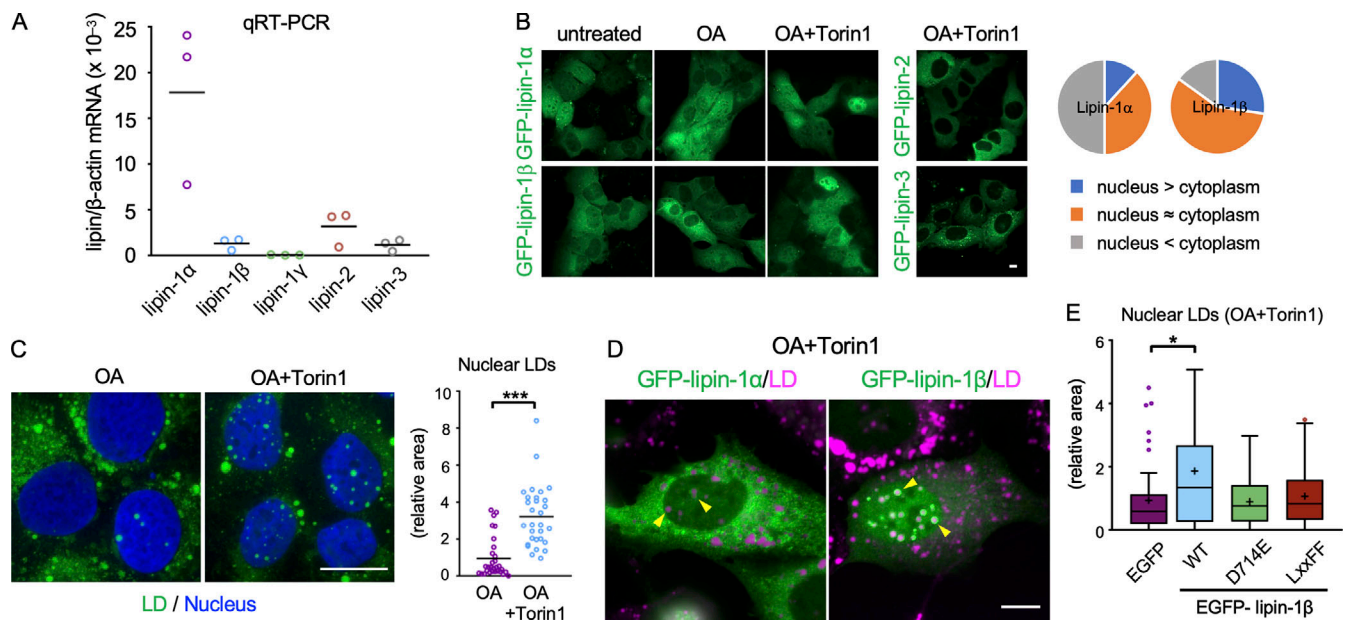 A
qRT-PCR
lipin/β-actin mRNA (x 10⁻³)
25
20
15
10
5
0
lipin-1α
lipin-1β
lipin-1γ
lipin-2
lipin-3
B
untreated
OA
OA+Torin1
OA+Torin1
GFP-lipin-1α
GFP-lipin-1β
GFP-lipin-2
GFP-lipin-3
Lipin-1α
Lipin-1β
nucleus > cytoplasm
nucleus ≈ cytoplasm
nucleus < cytoplasm
C
OA
OA+Torin1
LD / Nucleus
Nuclear LDs
(relative area)
10
8
6
4
2
0
***
OA
OA
+Torin1
D
OA+Torin1
GFP-lipin-1α/LD
GFP-lipin-1β/LD
E
Nuclear LDs (OA+Torin1)
(relative area)
6
4
2
0
*
EGFP
WT
D714E
LxxFF
EGFP- lipin-1β